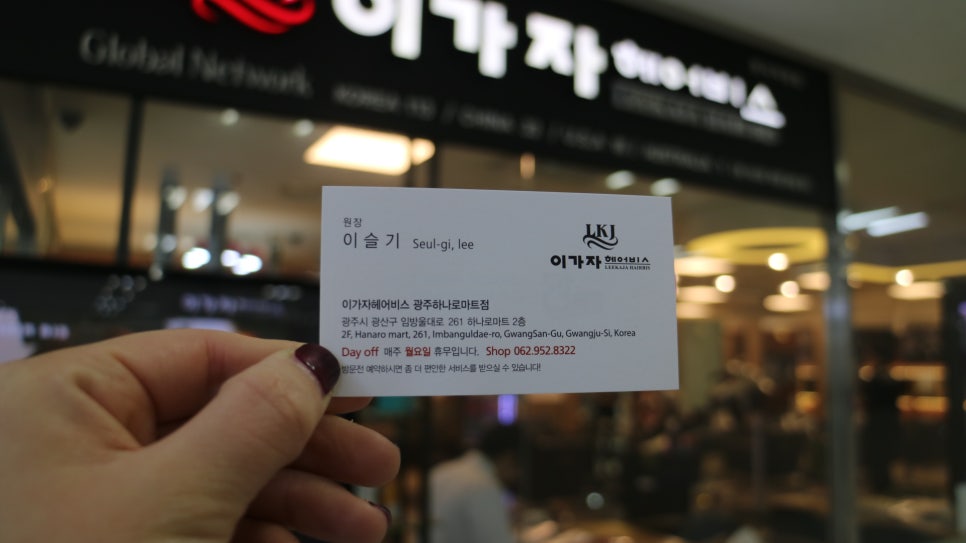 이가자 헤어비스
Global Network
원장
이 슬 기 Seul-gi, lee
LKJ
이가자 헤어비스
LEEKAJA HAIRBIS
이가자헤어비스 광주하나로마트점
광주시 광산구 임방울대로 261 하나로마트 2층
2F, Hanaro mart, 261, Imbanguldae-ro, GwangSan-Gu, Gwangju-Si, Korea
Day off 매주 월요일 휴무입니다. Shop 062.952.8322
방문전 예약하시면 좀 더 편안한 서비스를 받으실 수 있습니다!